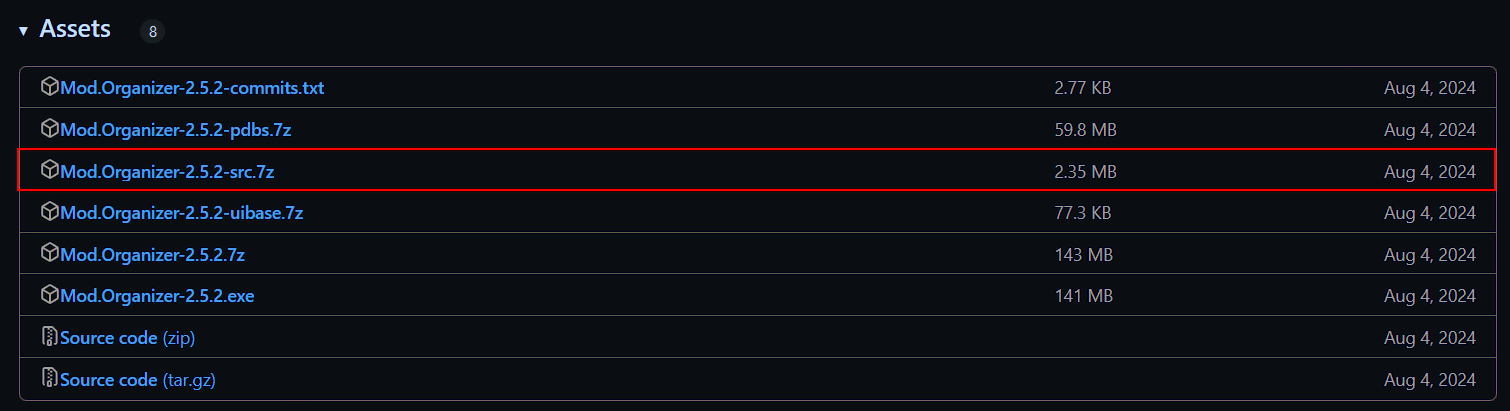 ▾ Assets 8
Mod.Organizer-2.5.2-commits.txt 2.77 KB Aug 4, 2024
Mod.Organizer-2.5.2-pdbs.7z 59.8 MB Aug 4, 2024
Mod.Organizer-2.5.2-src.7z 2.35 MB Aug 4, 2024
Mod.Organizer-2.5.2-uibase.7z 77.3 KB Aug 4, 2024
Mod.Organizer-2.5.2.7z 143 MB Aug 4, 2024
Mod.Organizer-2.5.2.exe 141 MB Aug 4, 2024
Source code (zip) Aug 4, 2024
Source code (tar.gz) Aug 4, 2024